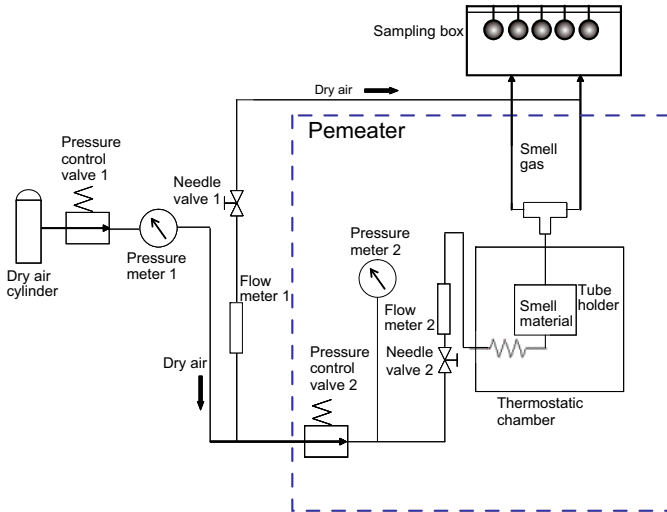 Sampling box
Dry air
Pemeater
Pressure
control
valve 1
Smell
gas
Needle
valve 1
Pressure
meter 2
Pressure
meter 1
Dry air
cylinder
Flow
meter 1
Tube
holder
Smell
material
Flow
meter 2
Dry air
Pressure
control
valve 2
Needle
valve 2
Thermostatic
chamber